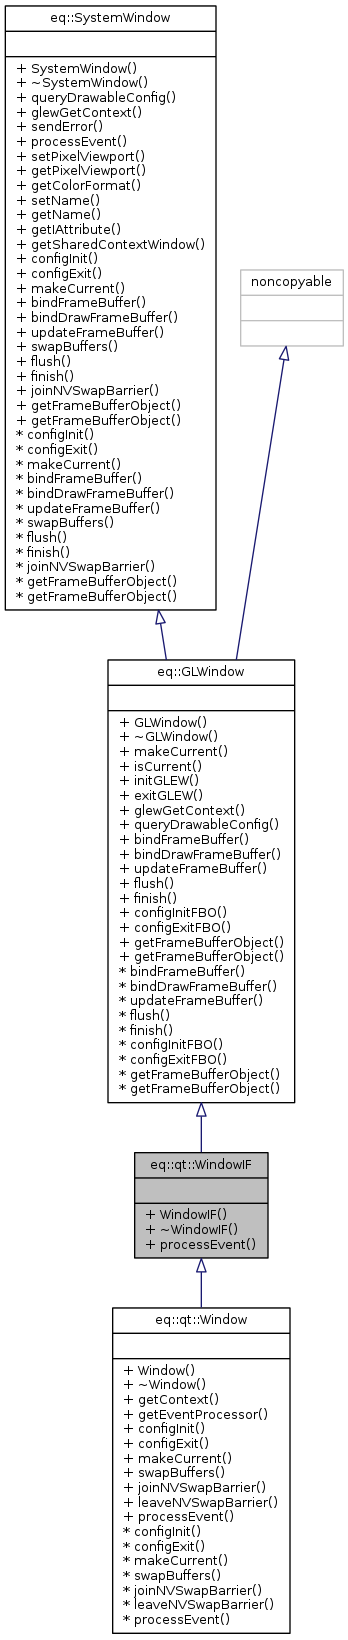 eq::SystemWindow
+ SystemWindow()
+ ~SystemWindow()
+ queryDrawableConfig()
+ glewGetContext()
+ sendError()
+ processEvent()
+ setPixelViewport()
+ getPixelViewport()
+ getColorFormat()
+ setName()
+ getName()
+ getIAttribute()
+ getSharedContextWindow()
+ configInit()
+ configExit()
+ makeCurrent()
+ bindFrameBuffer()
+ bindDrawFrameBuffer()
+ updateFrameBuffer()
+ swapBuffers()
+ flush()
+ finish()
+ joinNVSwapBarrier()
+ getFrameBufferObject()
+ getFrameBufferObject()
* configInit()
* configExit()
* makeCurrent()
* bindFrameBuffer()
* bindDrawFrameBuffer()
* updateFrameBuffer()
* swapBuffers()
* flush()
* finish()
* joinNVSwapBarrier()
* getFrameBufferObject()
* getFrameBufferObject()
noncopyable
eq::GLWindow
+ GLWindow()
+ ~GLWindow()
+ makeCurrent()
+ isCurrent()
+ initGLEW()
+ exitGLEW()
+ glewGetContext()
+ queryDrawableConfig()
+ bindFrameBuffer()
+ bindDrawFrameBuffer()
+ updateFrameBuffer()
+ flush()
+ finish()
+ configInitFBO()
+ configExitFBO()
+ getFrameBufferObject()
+ getFrameBufferObject()
* bindFrameBuffer()
* bindDrawFrameBuffer()
* updateFrameBuffer()
* flush()
* finish()
* configInitFBO()
* configExitFBO()
* getFrameBufferObject()
* getFrameBufferObject()
eq::qt::WindowIF
+ WindowIF()
+ ~WindowIF()
+ processEvent()
eq::qt::Window
+ Window()
+ ~Window()
+ getContext()
+ getEventProcessor()
+ configInit()
+ configExit()
+ makeCurrent()
+ swapBuffers()
+ joinNVSwapBarrier()
+ leaveNVSwapBarrier()
+ processEvent()
* configInit()
* configExit()
* makeCurrent()
* swapBuffers()
* joinNVSwapBarrier()
* leaveNVSwapBarrier()
* processEvent()